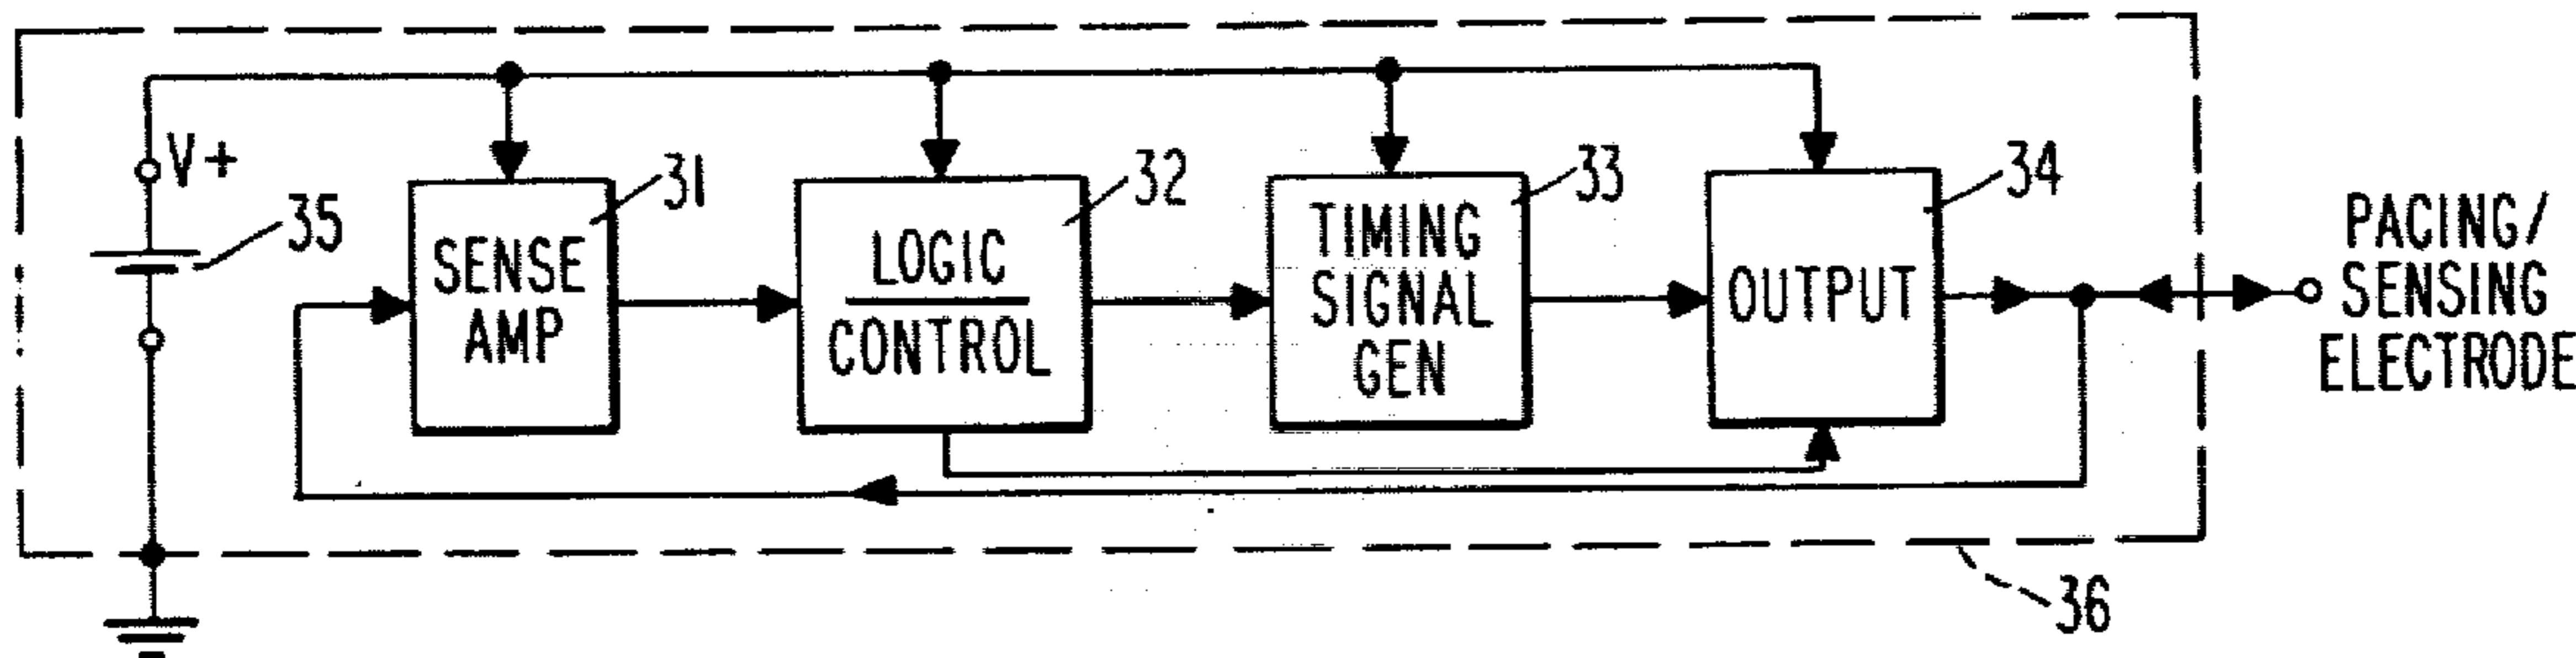 V+
35
31
SENSE
AMP
32
LOGIC
CONTROL
33
TIMING
SIGNAL
GEN
34
OUTPUT
PACING/
SENSING
ELECTRODE
36